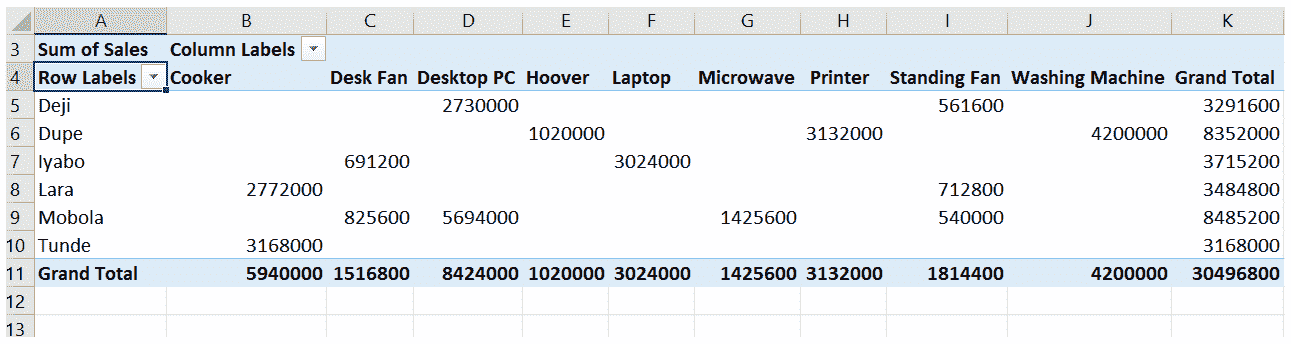 A B C D E F G H I J K
3 Sum of Sales Column Labels
4 Row Labels Cooker Desk Fan Desktop PC Hoover Laptop Microwave Printer Standing Fan Washing Machine Grand Total
5 Deji 2730000 561600 3291600
6 Dupe 1020000 3132000 4200000 8352000
7 Iyabo 691200 3024000 3715200
8 Lara 2772000 712800 3484800
9 Mobola 825600 5694000 1425600 540000 8485200
10 Tunde 3168000 3168000
11 Grand Total 5940000 1516800 8424000 1020000 3024000 1425600 3132000 1814400 4200000 30496800
12
13